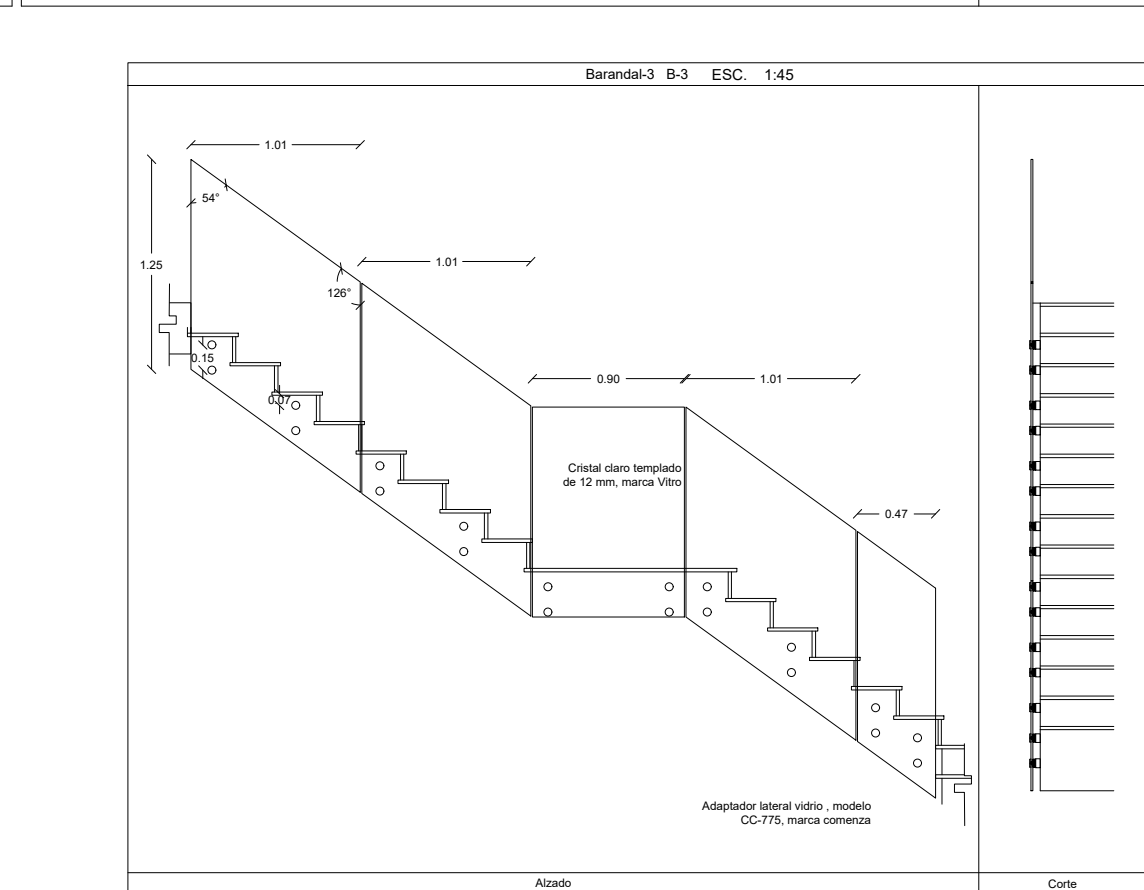 Barandal-3 B-3 ESC. 1:45
1.01
54°
1.25
1.01
126°
0.15
0.07
0.90
1.01
Cristal claro templado
de 12 mm, marca Vitro
0.47
Adaptador lateral vidrio , modelo
CC-775, marca comenza
Alzado
Corte